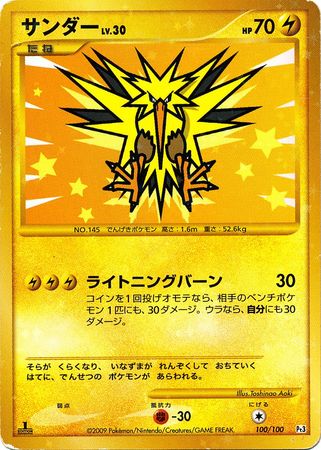 サンダー LV.30 HP 70
たね
NO.145 でんげきポケモン 高さ：1.6m 重さ：52.6kg
ライトニングバーン 30
コインを1回投げオモテなら、相手のベンチポケ
モン1匹にも、30ダメージ。ウラなら、自分にも30
ダメージ。
そらが くらくなり、いなずまが れんぞくして おちていく
はてに、でんせつの ポケモンが あらわれる。
弱点 抵抗力 にげる
-30
Illus.Toshinao Aoki
1 EDITION ©2009 Pokémon/Nintendo/Creatures/GAME FREAK 100/100 Pt3